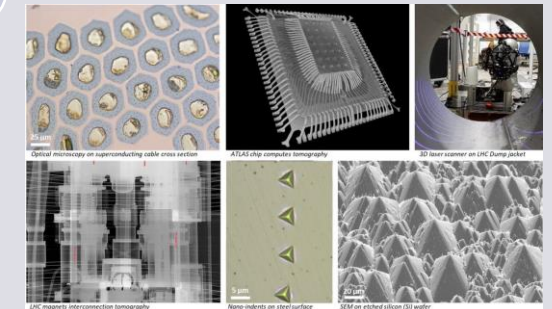 25 µm
Optical microscopy on superconducting cable cross section
ATLAS chip computes tomography
3D laser scanner on LHC Dump jacket
LHC magnets interconnection tomography
5 µm
Nano-indents on steel surface
20 µm
SEM on etched silicon (Si) wafer